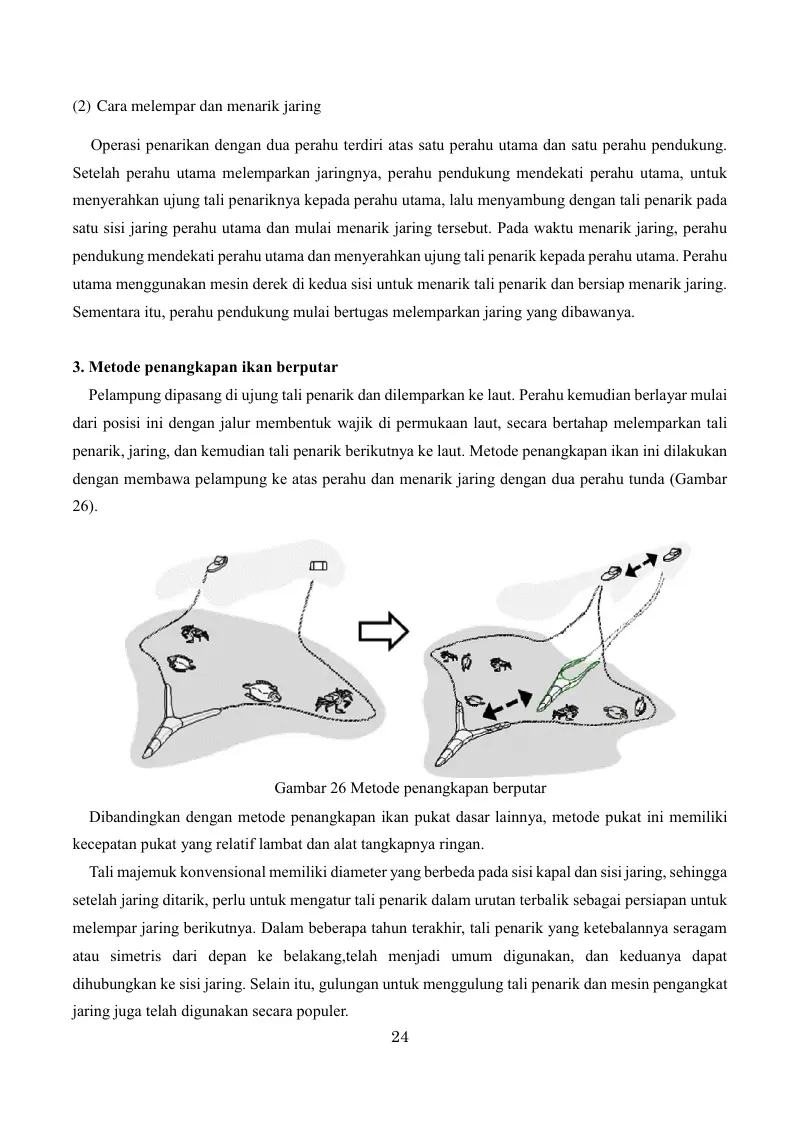 (2) Cara melempar dan menarik jaring
Operasi penarikan dengan dua perahu terdiri atas satu perahu utama dan satu perahu pendukung.
Setelah perahu utama melemparkan jaringnya, perahu pendukung mendekati perahu utama, untuk
menyerahkan ujung tali penariknya kepada perahu utama, lalu menyambung dengan tali penarik pada
satu sisi jaring perahu utama dan mulai menarik jaring tersebut. Pada waktu menarik jaring, perahu
pendukung mendekati perahu utama dan menyerahkan ujung tali penarik kepada perahu utama. Perahu
utama menggunakan mesin derek di kedua sisi untuk menarik tali penarik dan bersiap menarik jaring.
Sementara itu, perahu pendukung mulai bertugas melemparkan jaring yang dibawanya.
3. Metode penangkapan ikan berputar
Pelampung dipasang di ujung tali penarik dan dilemparkan ke laut. Perahu kemudian berlayar mulai
dari posisi ini dengan jalur membentuk wajik di permukaan laut, secara bertahap melemparkan tali
penarik, jaring, dan kemudian tali penarik berikutnya ke laut. Metode penangkapan ikan ini dilakukan
dengan membawa pelampung ke atas perahu dan menarik jaring dengan dua perahu tunda (Gambar
26).
Gambar 26 Metode penangkapan berputar
Dibandingkan dengan metode penangkapan ikan pukat dasar lainnya, metode pukat ini memiliki
kecepatan pukat yang relatif lambat dan alat tangkapnya ringan.
Tali majemuk konvensional memiliki diameter yang berbeda pada sisi kapal dan sisi jaring, sehingga
setelah jaring ditarik, perlu untuk mengatur tali penarik dalam urutan terbalik sebagai persiapan untuk
melempar jaring berikutnya. Dalam beberapa tahun terakhir, tali penarik yang ketebalannya seragam
atau simetris dari depan ke belakang,telah menjadi umum digunakan, dan keduanya dapat
dihubungkan ke sisi jaring. Selain itu, gulungan untuk menggulung tali penarik dan mesin pengangkat
jaring juga telah digunakan secara populer.
24